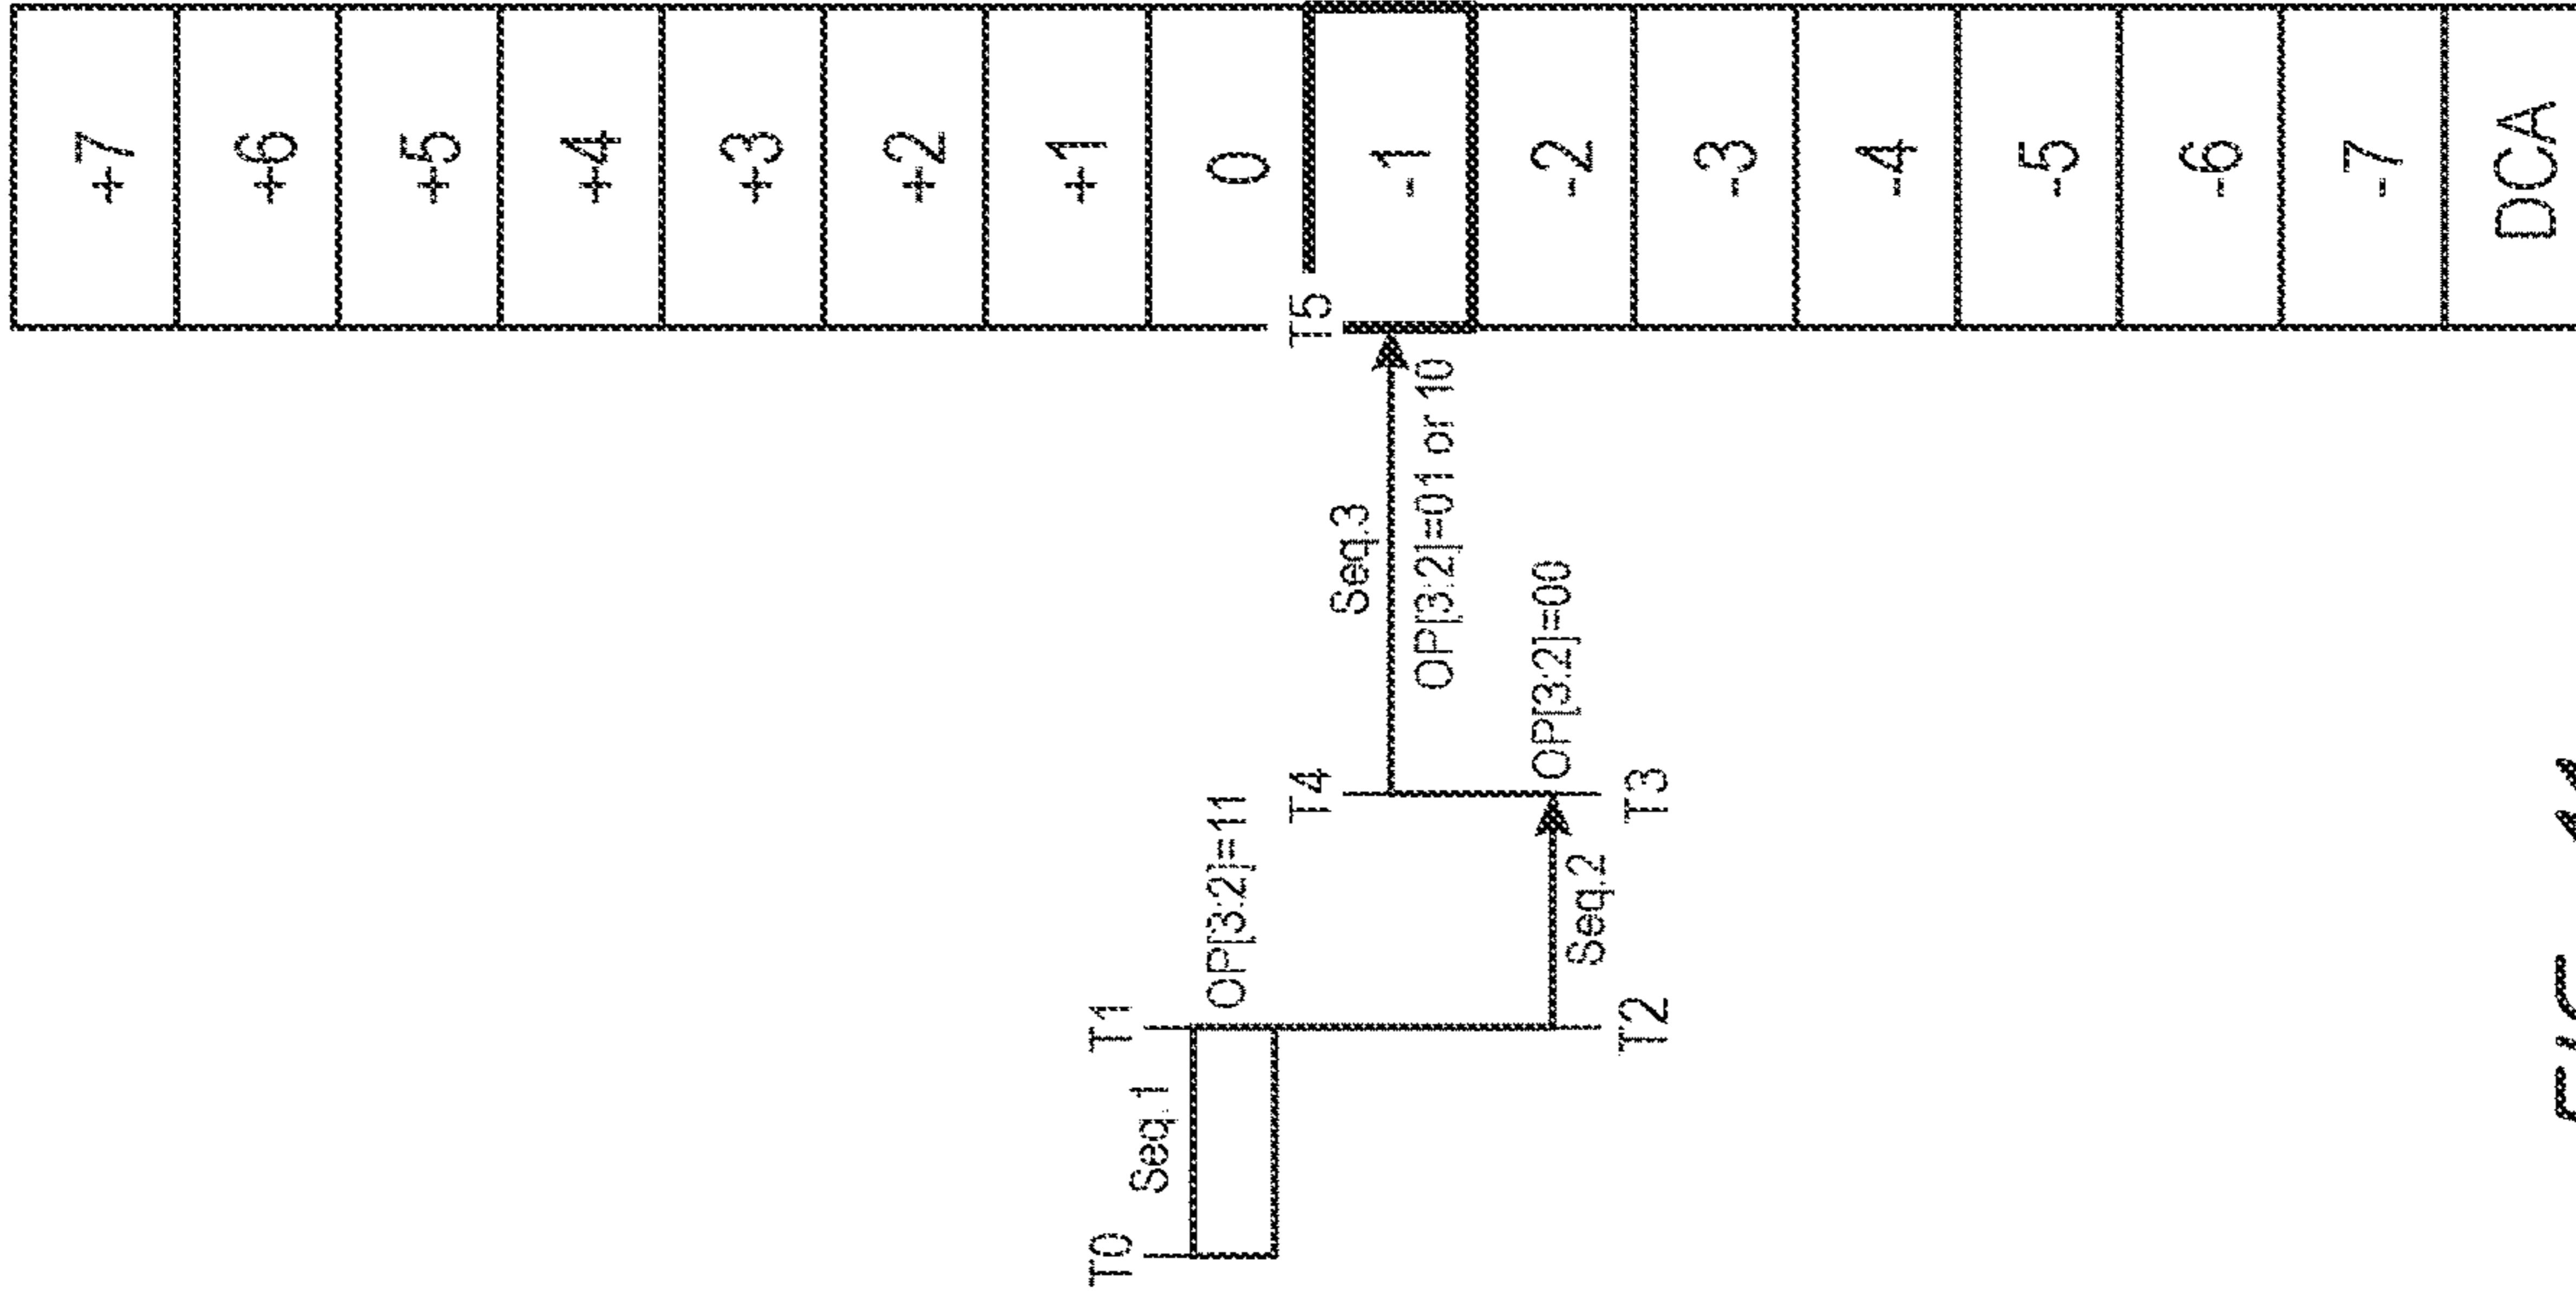 +7
+6
+5
+4
+3
+2
+1
0
-1
-2
-3
-4
-5
-6
-7
DCA
T0
Seq.1
T1
OP[3:2]=11
T2
Seq.2
T3
OP[3:2]=00
T4
Seq.3
OP[3:2]=01 or 10
T5